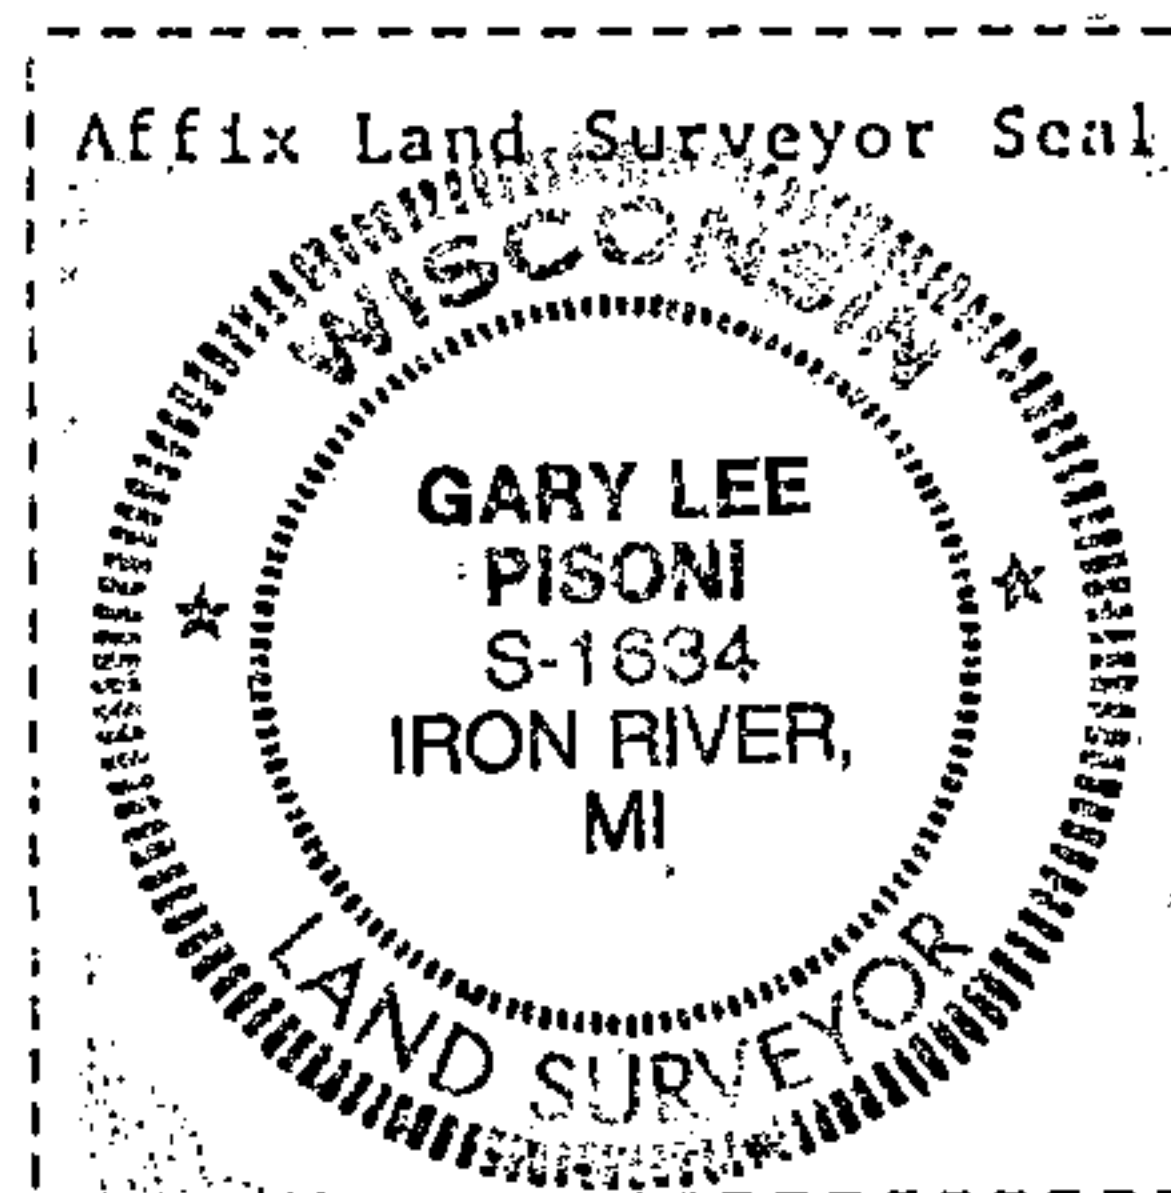 Affix Land Surveyor Seal
WISCONSIN
GARY LEE
PISONI
S-1634
IRON RIVER,
MI
LAND SURVEYOR